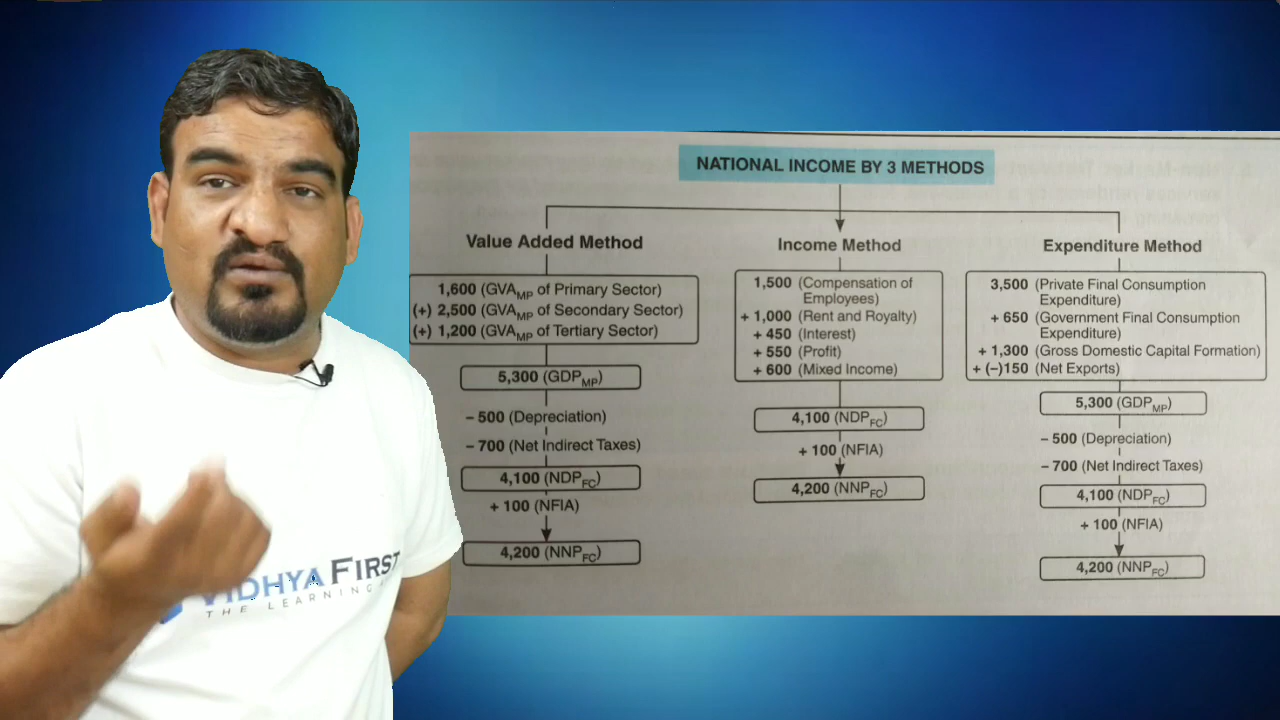 NATIONAL INCOME BY 3 METHODS
Value Added Method
1,600 (GVAMP of Primary Sector)
(+) 2,500 (GVAMP of Secondary Sector)
(+) 1,200 (GVAMP of Tertiary Sector)
5,300 (GDPMP)
– 500 (Depreciation)
– 700 (Net Indirect Taxes)
4,100 (NDPFC)
+ 100 (NFIA)
4,200 (NNPFC)
Income Method
1,500 (Compensation of
Employees)
+ 1,000 (Rent and Royalty)
+ 450 (Interest)
+ 550 (Profit)
+ 600 (Mixed Income)
4,100 (NDPFC)
+ 100 (NFIA)
4,200 (NNPFC)
Expenditure Method
3,500 (Private Final Consumption
Expenditure)
+ 650 (Government Final Consumption
Expenditure)
+ 1,300 (Gross Domestic Capital Formation)
+ (–)150 (Net Exports)
5,300 (GDPMP)
– 500 (Depreciation)
– 700 (Net Indirect Taxes)
4,100 (NDPFC)
+ 100 (NFIA)
4,200 (NNPFC)
VIDHYA FIRST
THE LEARNING